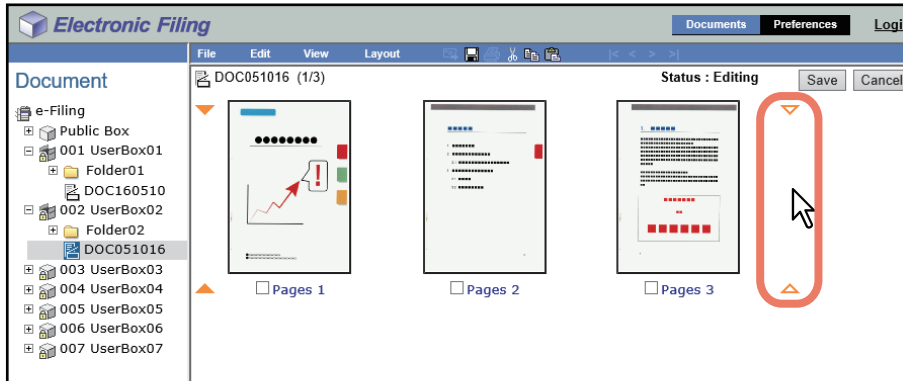 Electronic Filing
Documents Preferences Logi
File Edit View Layout |< < > >|
Document
DOC051016 (1/3) Status : Editing Save Cancel
e-Filing
Public Box
001 UserBox01
Folder01
DOC160510
002 UserBox02
Folder02
DOC051016
003 UserBox03
004 UserBox04
005 UserBox05
006 UserBox06
007 UserBox07
!
Pages 1 Pages 2 Pages 3